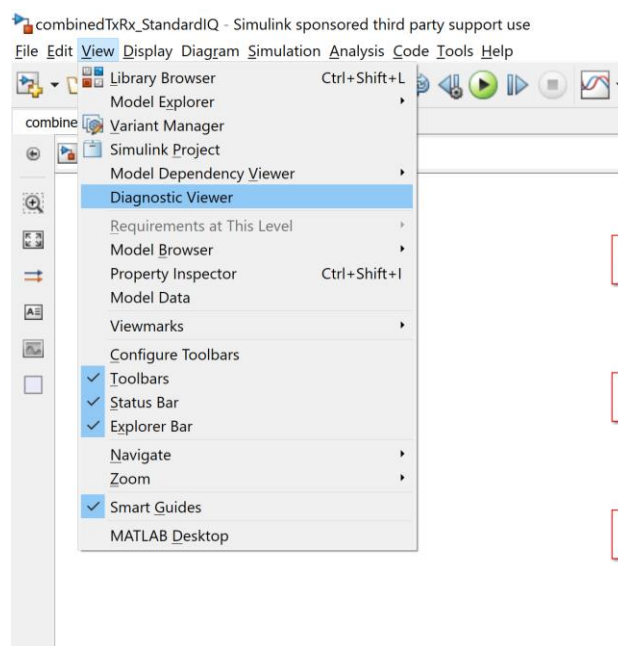 combinedTxRx_StandardIQ - Simulink sponsored third party support use
File Edit View Display Diagram Simulation Analysis Code Tools Help
Library Browser Ctrl+Shift+L
Model Explorer
combine
Variant Manager
Simulink Project
Model Dependency Viewer
Diagnostic Viewer
Requirements at This Level
Model Browser
Property Inspector Ctrl+Shift+I
Model Data
Viewmarks
Configure Toolbars
Toolbars
Status Bar
Explorer Bar
Navigate
Zoom
Smart Guides
MATLAB Desktop